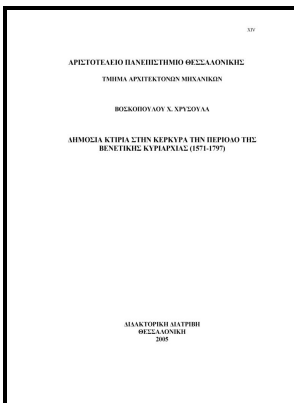 XIV
ΑΡΙΣΤΟΤΕΛΕΙΟ ΠΑΝΕΠΙΣΤΗΜΙΟ ΘΕΣΣΑΛΟΝΙΚΗΣ
ΤΜΗΜΑ ΑΡΧΙΤΕΚΤΟΝΩΝ ΜΗΧΑΝΙΚΩΝ
ΒΟΣΚΟΠΟΥΛΟΥ Χ. ΧΡΥΣΟΥΛΑ
ΔΗΜΟΣΙΑ ΚΤΙΡΙΑ ΣΤΗΝ ΚΕΡΚΥΡΑ ΤΗΝ ΠΕΡΙΟΔΟ ΤΗΣ
ΒΕΝΕΤΙΚΗΣ ΚΥΡΙΑΡΧΙΑΣ (1571-1797)
ΔΙΔΑΚΤΟΡΙΚΗ ΔΙΑΤΡΙΒΗ
ΘΕΣΣΑΛΟΝΙΚΗ
2005